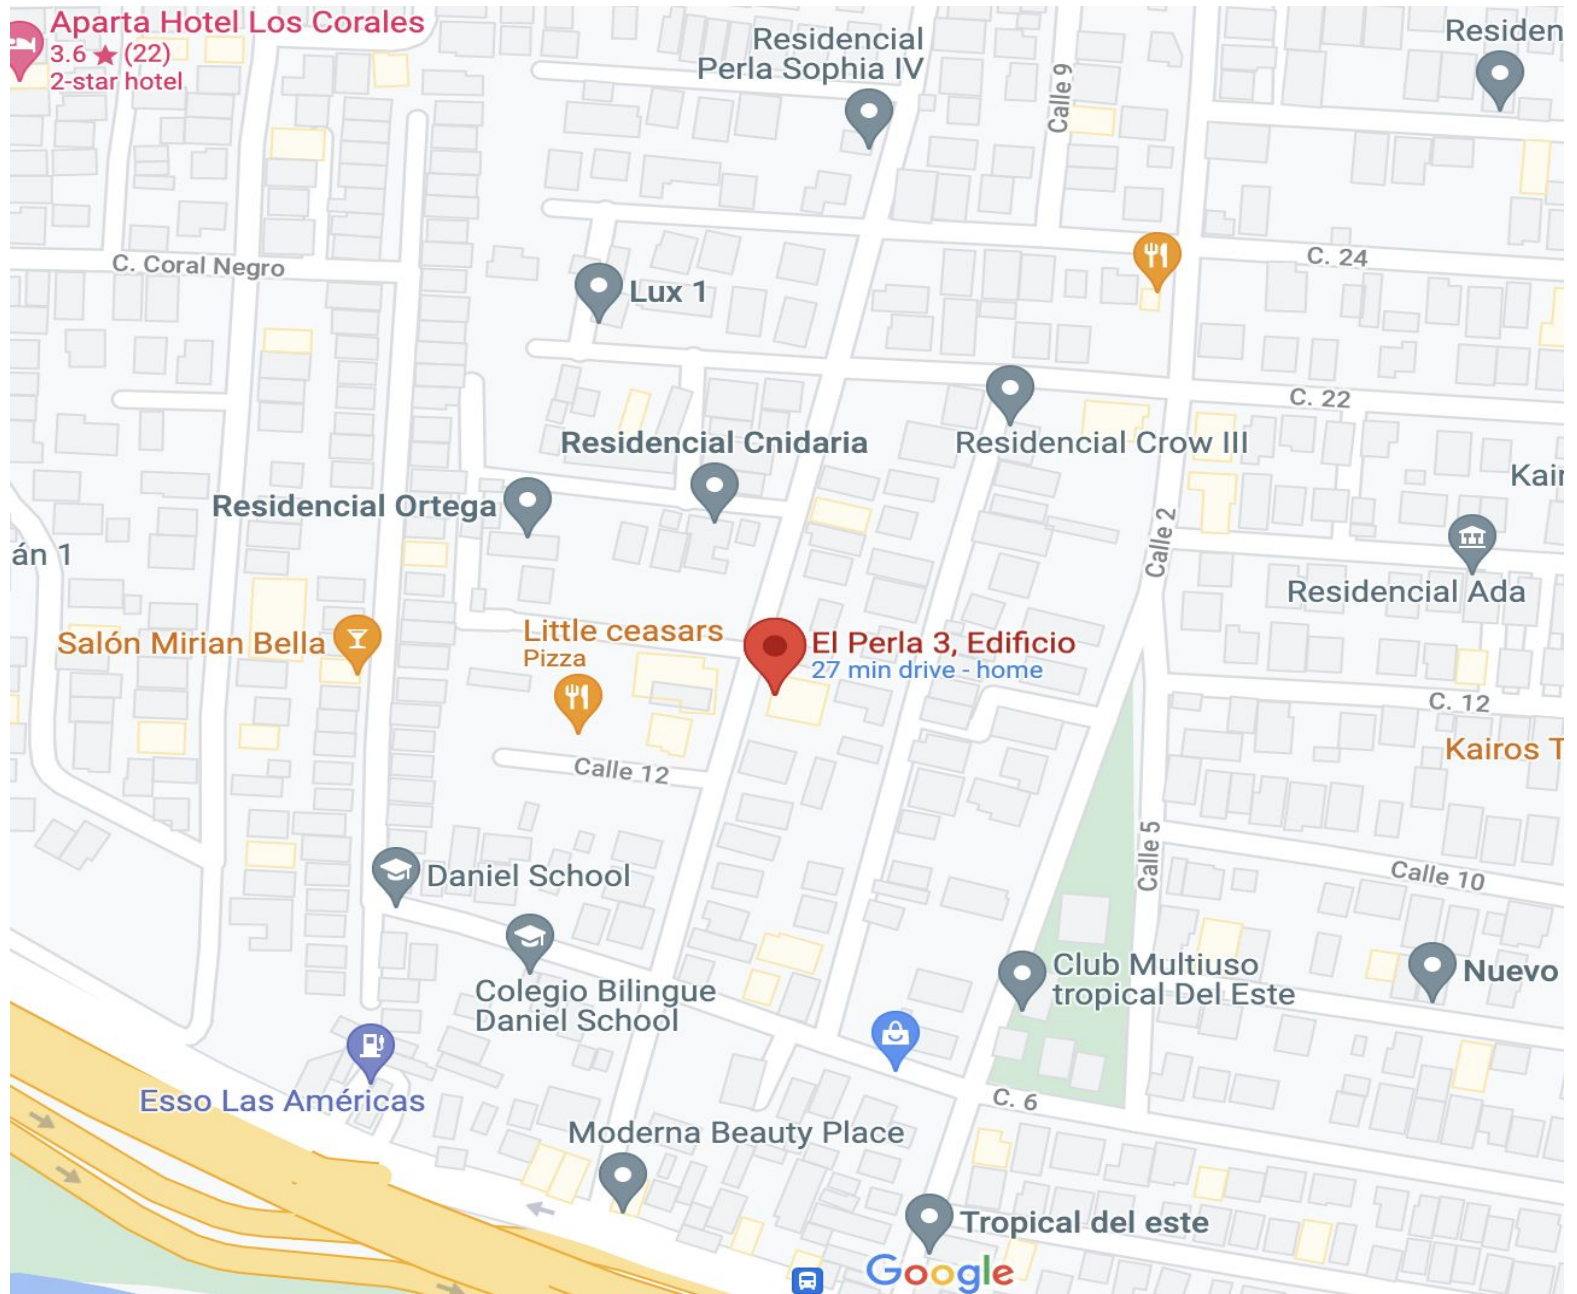 Aparta Hotel Los Corales
3.6 ★ (22)
2-star hotel
Residencial
Perla Sophia IV
Residen
Calle 9
C. Coral Negro
C. 24
Lux 1
C. 22
Residencial Cnidaria
Residencial Crow III
Kair
Residencial Ortega
Calle 2
án 1
Residencial Ada
Salón Mirian Bella
Little ceasars
Pizza
El Perla 3, Edificio
27 min drive - home
C. 12
Kairos T
Calle 12
Calle 5
Calle 10
Daniel School
Club Multiuso
tropical Del Este
Nuevo
Colegio Bilingue
Daniel School
Esso Las Américas
C. 6
Moderna Beauty Place
Tropical del este
Google